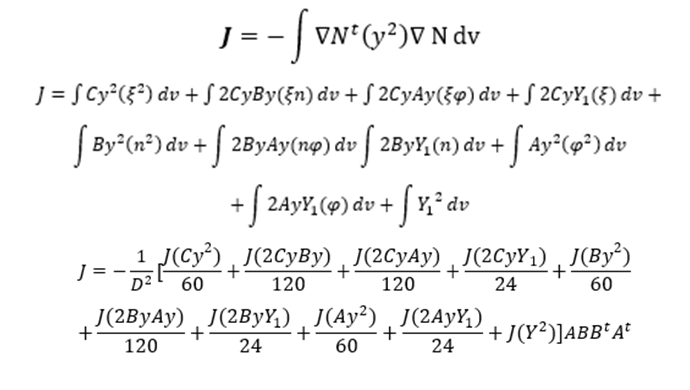 J = − ∫ ∇Nᵗ(y²)∇ N dv
J = ∫ Cy²(ξ²) dv + ∫ 2CyBy(ξn) dv + ∫ 2CyAy(ξφ) dv + ∫ 2CyY₁(ξ) dv +
∫ By²(n²) dv + ∫ 2ByAy(nφ) dv ∫ 2ByY₁(n) dv + ∫ Ay²(φ²) dv
+ ∫ 2AyY₁(φ) dv + ∫ Y₁² dv
J = −1/D² [J(Cy²)/60 + J(2CyBy)/120 + J(2CyAy)/120 + J(2CyY₁)/24 + J(By²)/60
+ J(2ByAy)/120 + J(2ByY₁)/24 + J(Ay²)/60 + J(2AyY₁)/24 + J(Y²)]ABBᵗAᵗ